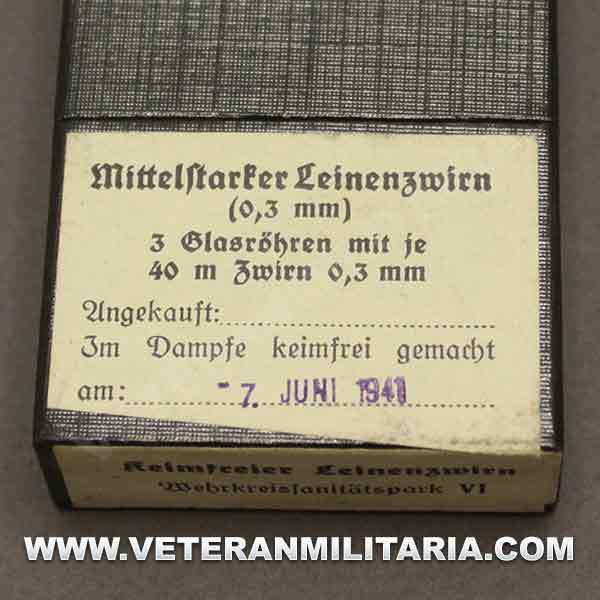 Mittelstarker Leinenzwirn
(0,3 mm)
3 Glasröhren mit je
40 m Zwirn 0,3 mm
Angekauft:
Im Dampfe keimfrei gemacht
am: - 7. JUNI 1941
Keimfreier Leinenzwirn
Wehrkreissanitätspark VI
WWW.VETERANMILITARIA.COM